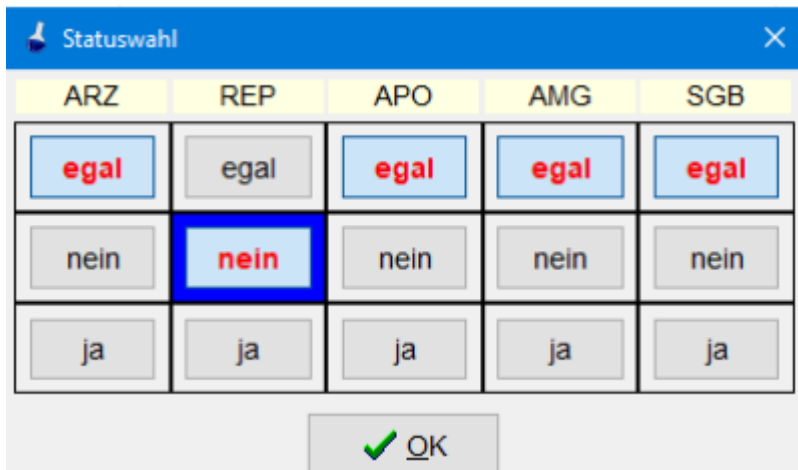 Statuswahl
ARZ REP APO AMG SGB
egal egal egal egal egal
nein nein nein nein nein
ja ja ja ja ja
OK